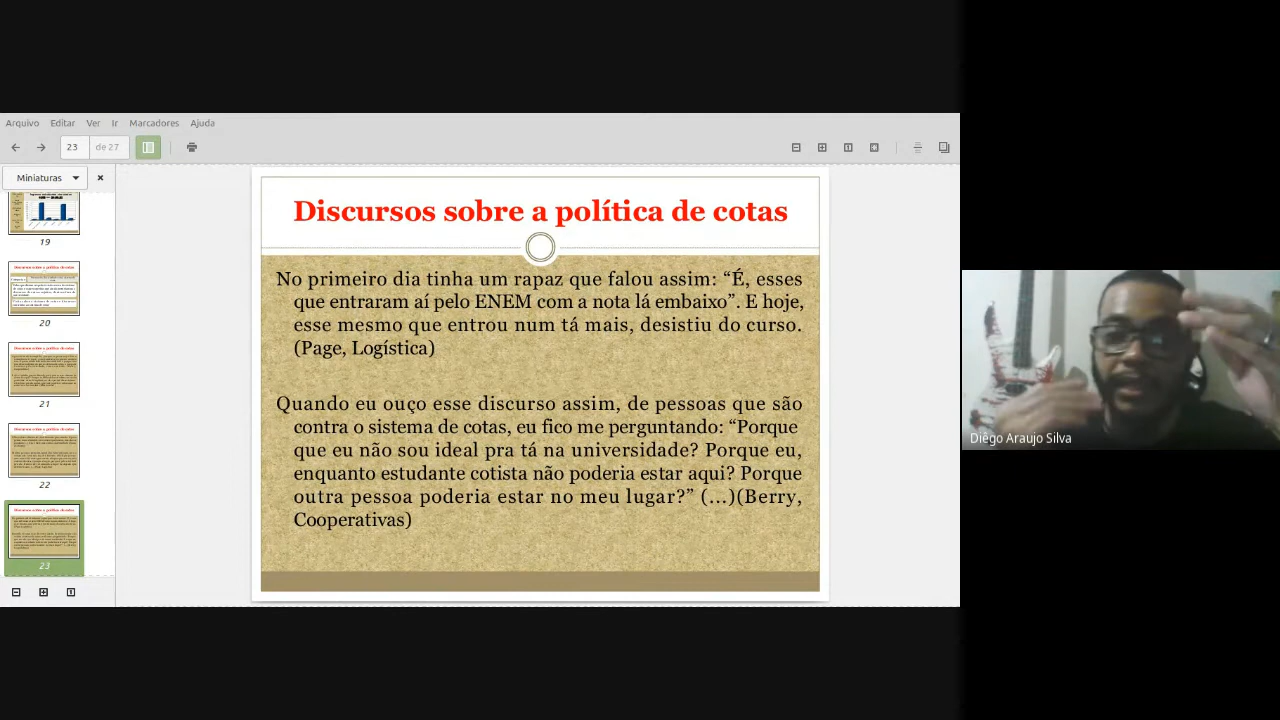 Arquivo Editar Ver Ir Marcadores Ajuda
23 de 27
Miniaturas
19
20
21
22
23
Discursos sobre a política de cotas
No primeiro dia tinha um rapaz que falou assim: “É, esses
que entraram aí pelo ENEM com a nota lá embaixo”. E hoje,
esse mesmo que entrou num tá mais, desistiu do curso.
(Page, Logística)
Quando eu ouço esse discurso assim, de pessoas que são
contra o sistema de cotas, eu fico me perguntando: “Porque
que eu não sou ideal pra tá na universidade? Porque eu,
enquanto estudante cotista não poderia estar aqui? Porque
outra pessoa poderia estar no meu lugar?” (...)(Berry,
Cooperativas)
Diêgo Araujo Silva